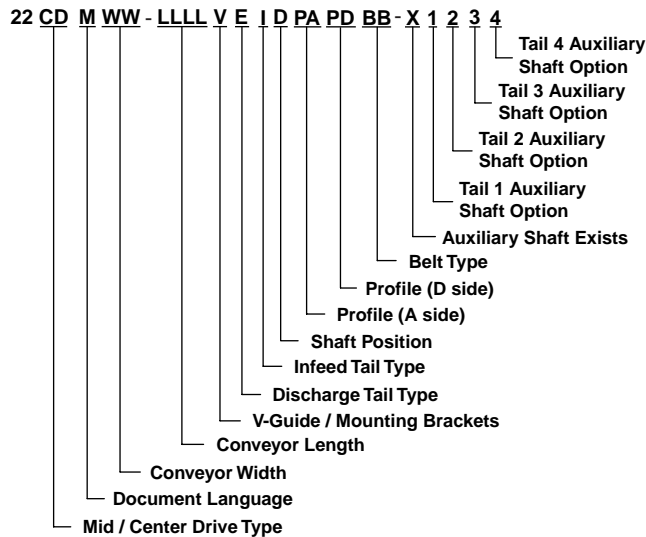 22 CD M WW - LLLL V E I D PA PD BB - X 1 2 3 4
Tail 4 Auxiliary
Shaft Option
Tail 3 Auxiliary
Shaft Option
Tail 2 Auxiliary
Shaft Option
Tail 1 Auxiliary
Shaft Option
Auxiliary Shaft Exists
Belt Type
Profile (D side)
Profile (A side)
Shaft Position
Infeed Tail Type
Discharge Tail Type
V-Guide / Mounting Brackets
Conveyor Length
Conveyor Width
Document Language
Mid / Center Drive Type